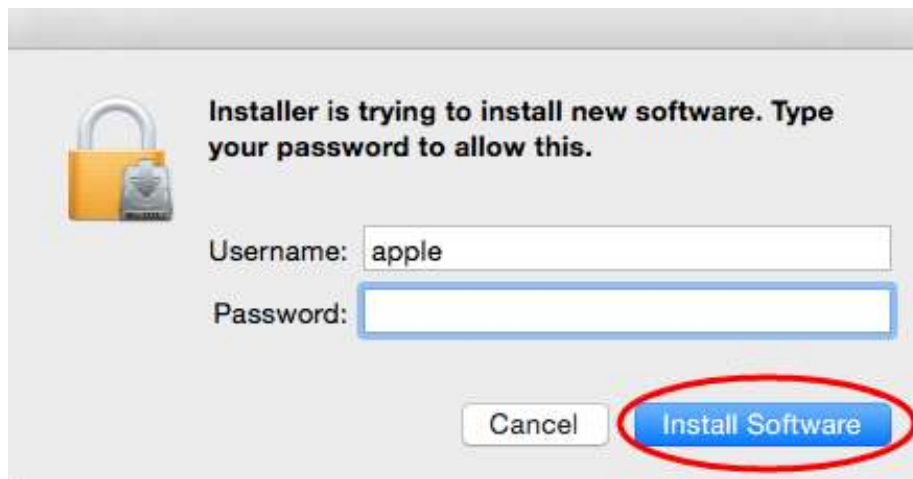 Installer is trying to install new software. Type
your password to allow this.
Username: apple
Password:
Cancel
Install Software